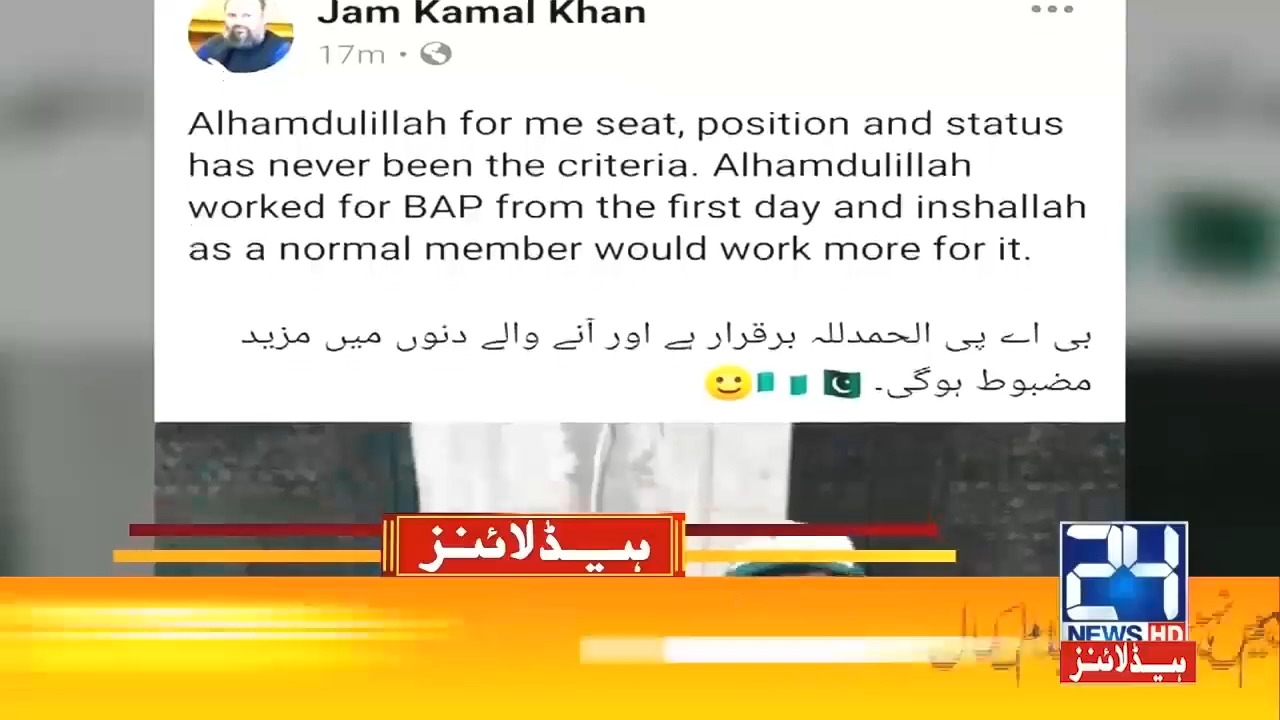 Jam Kamal Khan
17m
Alhamdulillah for me seat, position and status
has never been the criteria. Alhamdulillah
worked for BAP from the first day and inshallah
as a normal member would work more for it.
بی اے پی الحمدللہ برقرار ہے اور آنے والے دنوں میں مزید
مضبوط ہوگی۔
ہیڈلائنز
24
NEWS HD
ہیڈلائنز